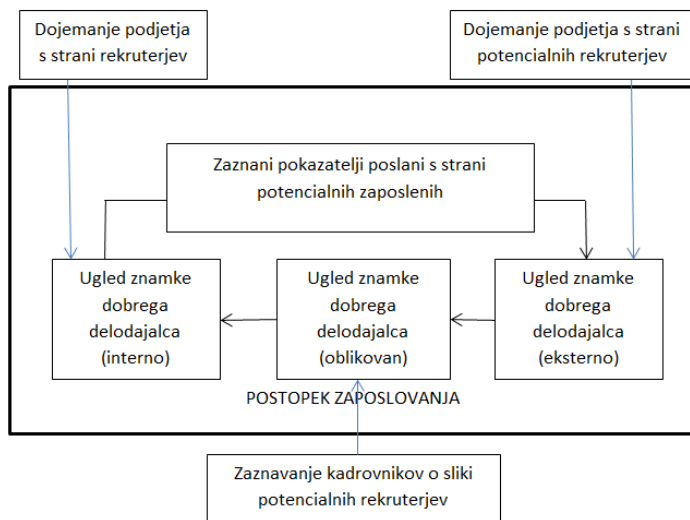 Dojemanje podjetja
s strani rekruterjev
Dojemanje podjetja s strani
potencialnih rekruterjev
Zaznani pokazatelji poslani s strani
potencialnih zaposlenih
Ugled znamke
dobrega
delodajalca
(interno)
Ugled znamke
dobrega
delodajalca
(oblikovan)
Ugled znamke
dobrega
delodajalca
(eksterno)
POSTOPEK ZAPOSLOVANJA
Zaznavanje kadrovnikov o sliki
potencialnih rekruterjev